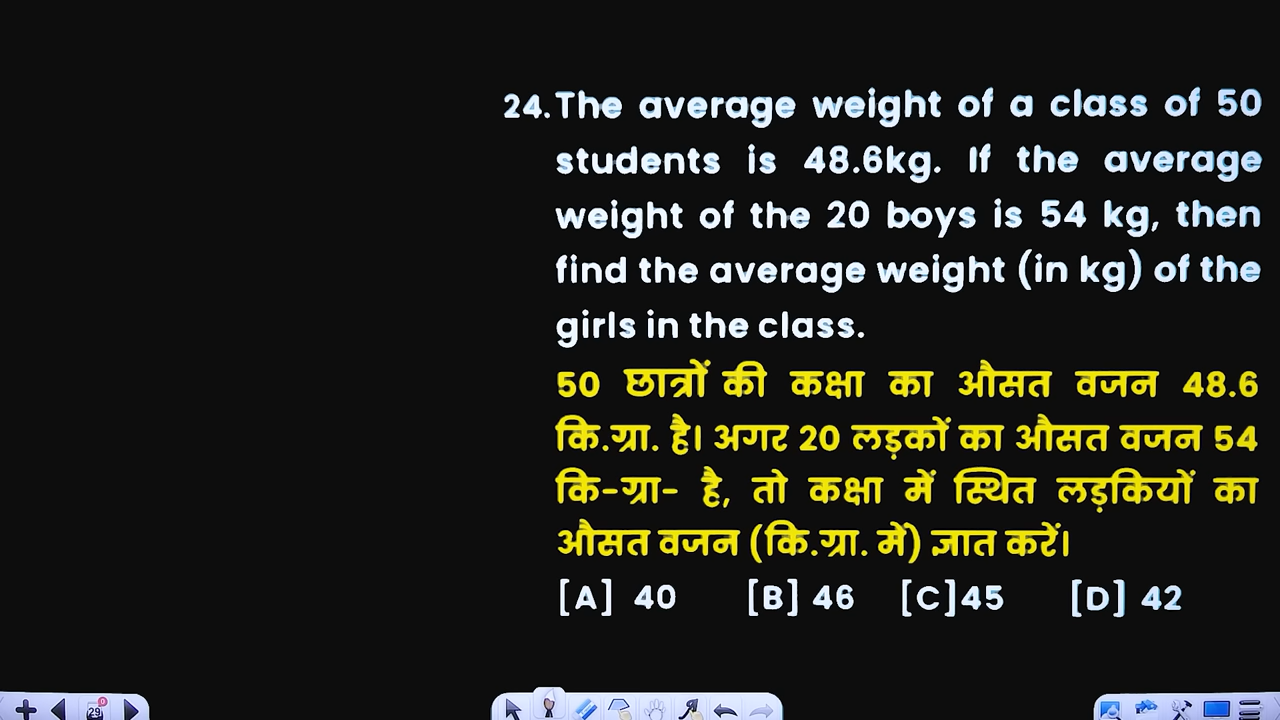 24. The average weight of a class of 50
students is 48.6kg. If the average
weight of the 20 boys is 54 kg, then
find the average weight (in kg) of the
girls in the class.
50 छात्रों की कक्षा का औसत वजन 48.6
कि.ग्रा. है। अगर 20 लड़कों का औसत वजन 54
कि-ग्रा- है, तो कक्षा में स्थित लड़कियों का
औसत वजन (कि.ग्रा. में) ज्ञात करें।
[A] 40 [B] 46 [C]45 [D] 42
29